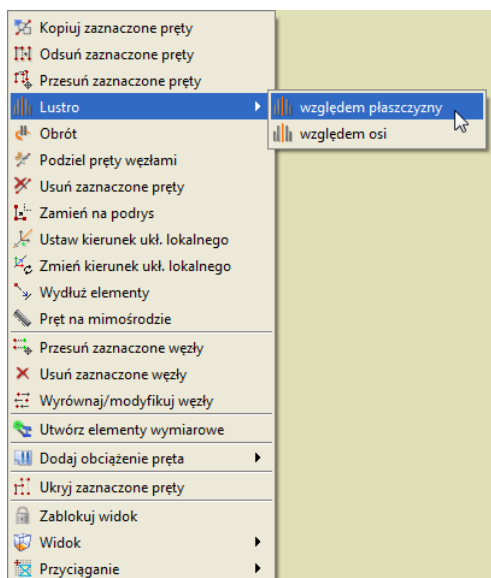 Kopiuj zaznaczone pręty
Odsuń zaznaczone pręty
Przesuń zaznaczone pręty
Lustro
względem płaszczyzny
Obrót
względem osi
Podziel pręty węzłami
Usuń zaznaczone pręty
Zamień na podrys
Ustaw kierunek ukł. lokalnego
Zmień kierunek ukł. lokalnego
Wydłuż elementy
Pręt na mimośrodzie
Przesuń zaznaczone węzły
Usuń zaznaczone węzły
Wyrównaj/modyfikuj węzły
Utwórz elementy wymiarowe
Dodaj obciążenie pręta
Ukryj zaznaczone pręty
Zablokuj widok
Widok
Przyciąganie